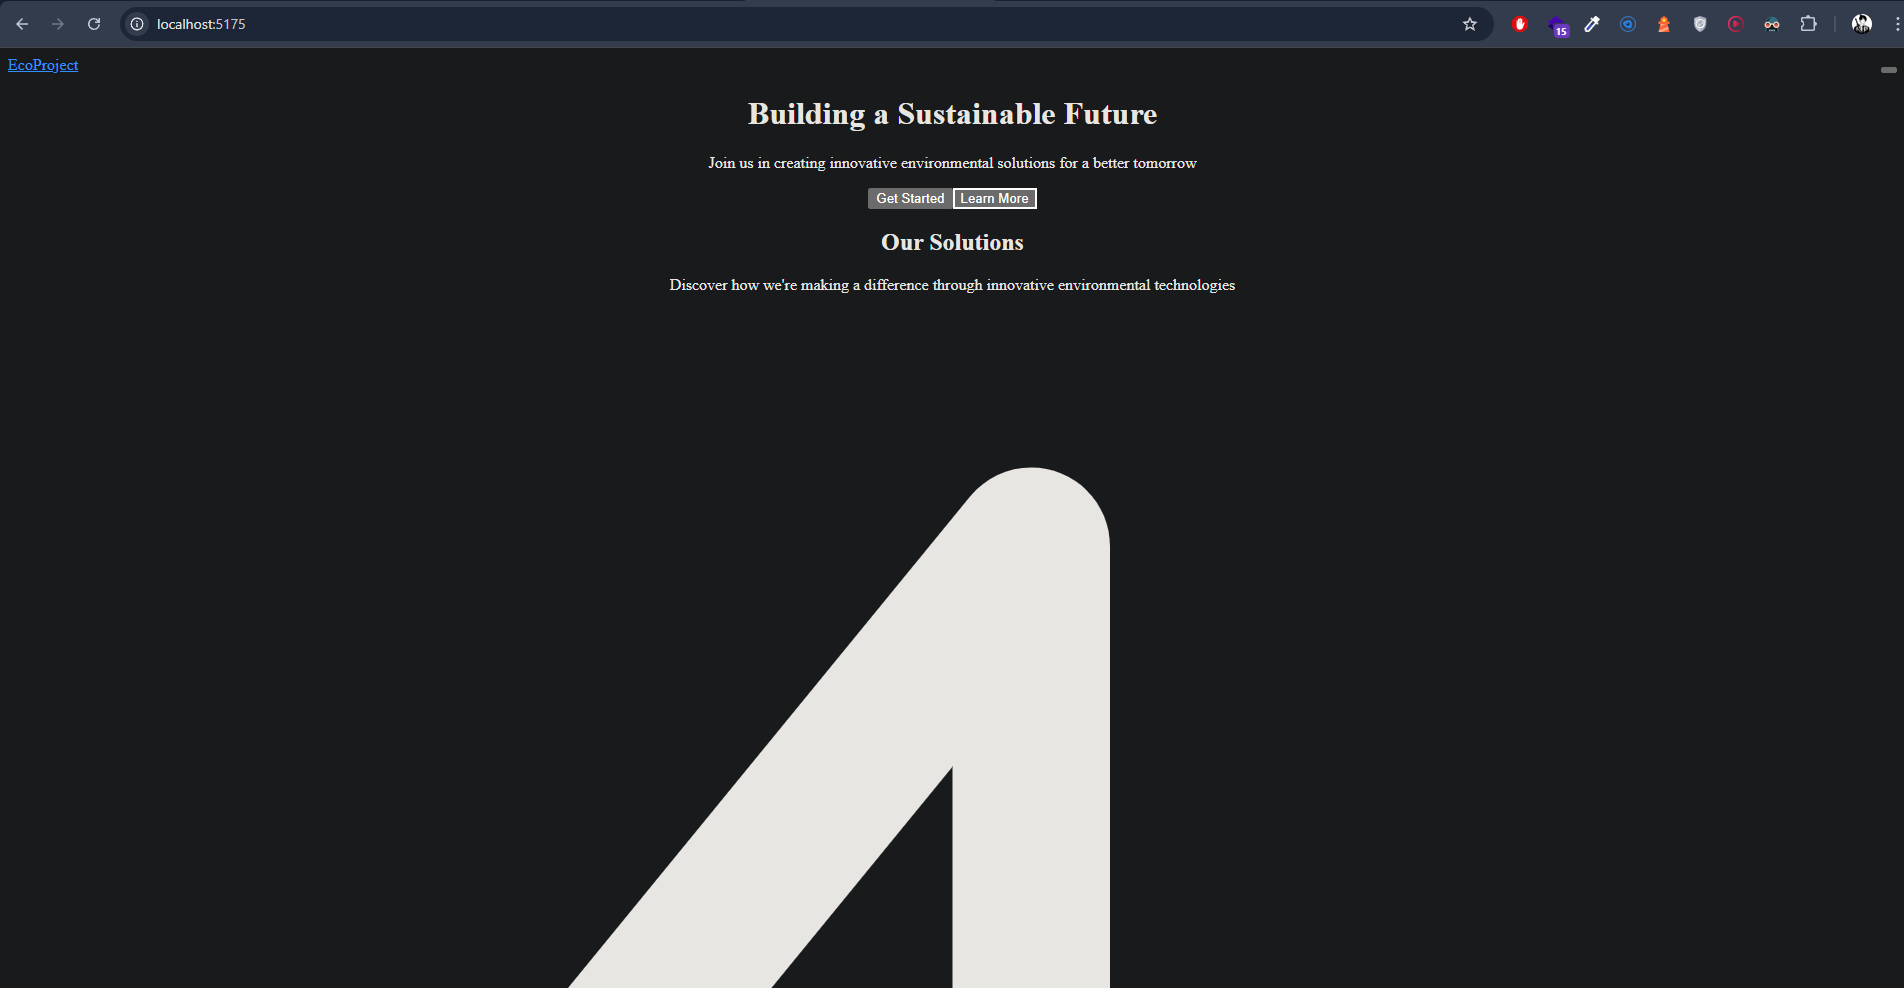 localhost:5175
15
EcoProject
Building a Sustainable Future
Join us in creating innovative environmental solutions for a better tomorrow
Get Started Learn More
Our Solutions
Discover how we're making a difference through innovative environmental technologies